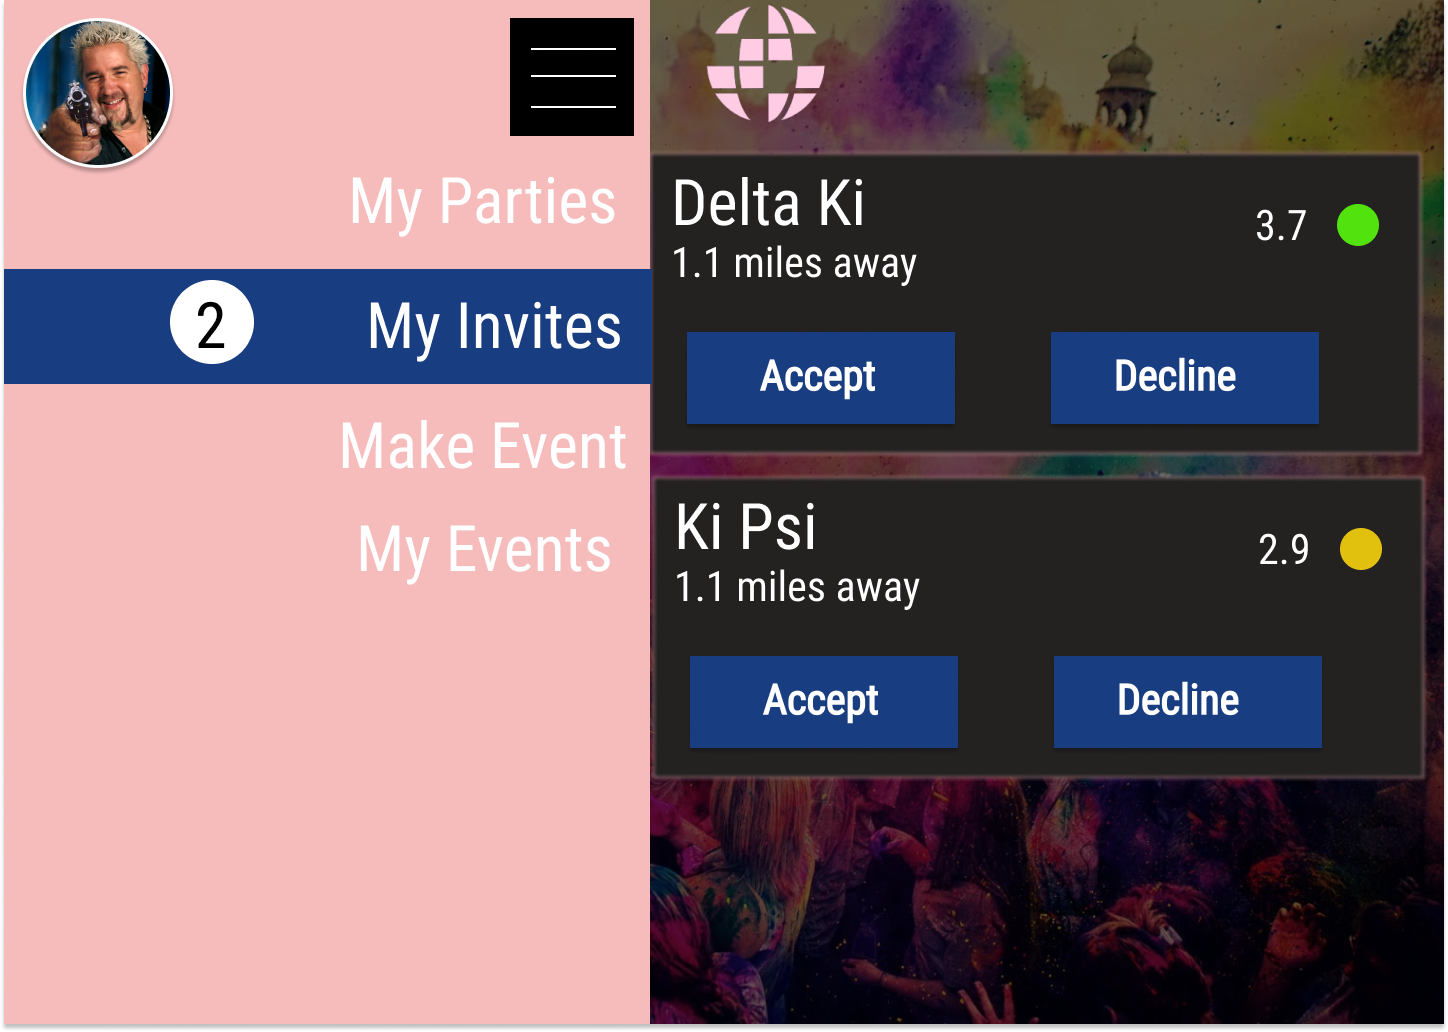 My Parties
2 My Invites
Make Event
My Events
Delta Ki
3.7
1.1 miles away
Accept Decline
Ki Psi
2.9
1.1 miles away
Accept Decline